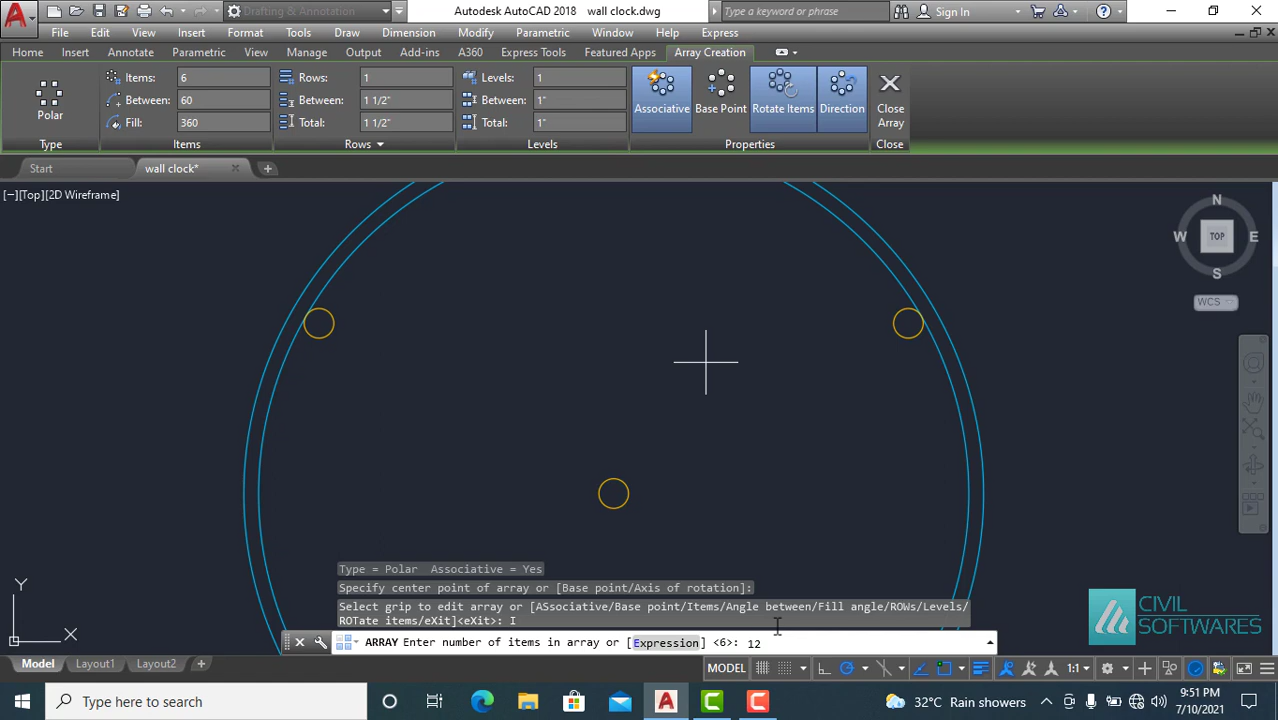 Drafting & Annotation
Autodesk AutoCAD 2018 wall clock.dwg
Type a keyword or phrase
Sign In
File Edit View Insert Format Tools Draw Dimension Modify Parametric Window Help Express
Home Insert Annotate Parametric View Manage Output Add-ins A360 Express Tools Featured Apps Array Creation
Polar
Items: 6
Between: 60
Fill: 360
Rows: 1
Between: 1 1/2"
Total: 1 1/2"
Levels: 1
Between: 1"
Total: 1"
Associative Base Point Rotate Items Direction
Close Array
Type Items Rows Levels Properties Close
Start wall clock*
[−][Top][2D Wireframe]
N
W TOP E
S
WCS
Y
X
Type = Polar Associative = Yes
Specify center point of array or [Base point/Axis of rotation]:
Select grip to edit array or [ASsociative/Base point/Items/Angle between/Fill angle/ROWs/Levels/
ROTate items/eXit]<eXit>: I
ARRAY Enter number of items in array or [Expression] <6>: 12
CIVIL
SOFTWARES
Model Layout1 Layout2
MODEL
1:1
Type here to search
32°C Rain showers
9:51 PM
7/10/2021